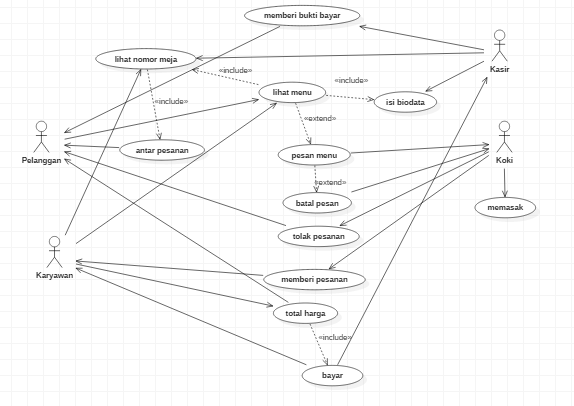 memberi bukti bayar
lihat nomor meja
Kasir
«include»
lihat menu
«include»
«include»
isi biodata
«extend»
Pelanggan
antar pesanan
pesan menu
Koki
«extend»
batal pesan
memasak
tolak pesanan
Karyawan
memberi pesanan
total harga
«include»
bayar